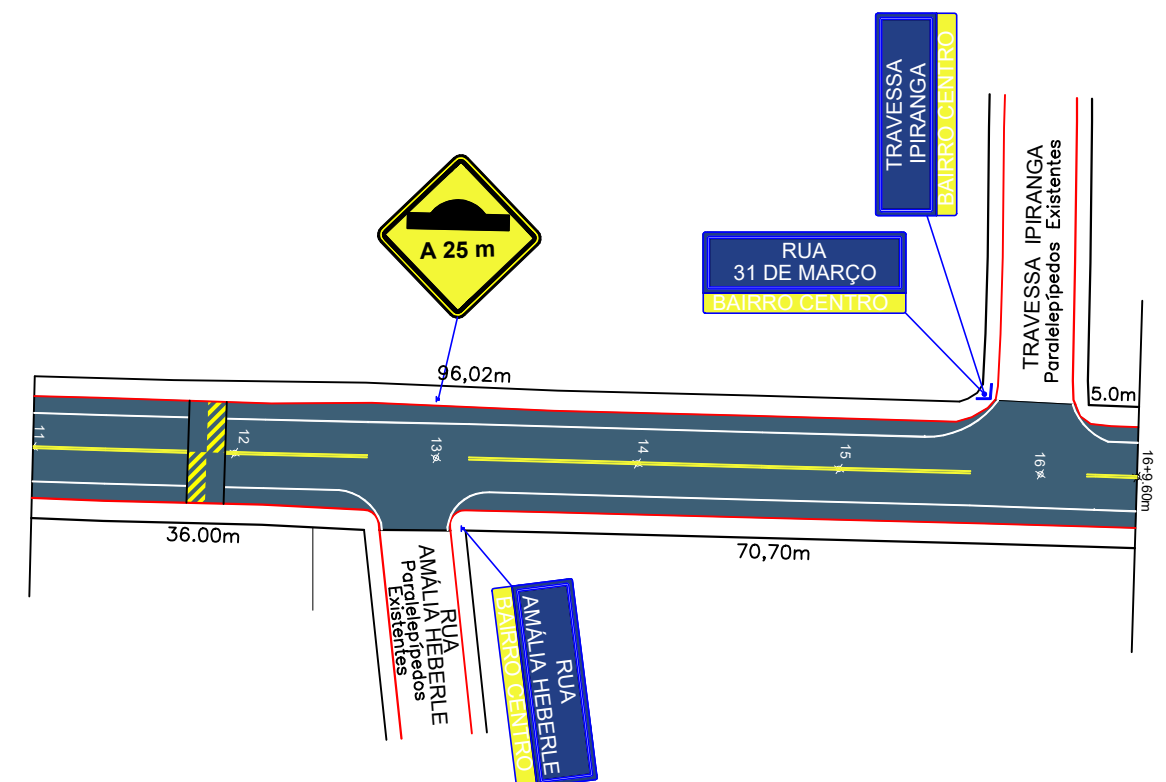 TRAVESSA
IPIRANGA
BAIRRO CENTRO
RUA
31 DE MARÇO
BAIRRO CENTRO
A 25 m
TRAVESSA IPIRANGA
Paralelepípedos Existentes
96,02m
5.0m
11
12
13
14
15
16
16+9.60m
36.00m
70,70m
RUA
AMÁLIA HEBERLE
Paralelepípedos
Existentes
RUA
AMÁLIA HEBERLE
BAIRRO CENTRO